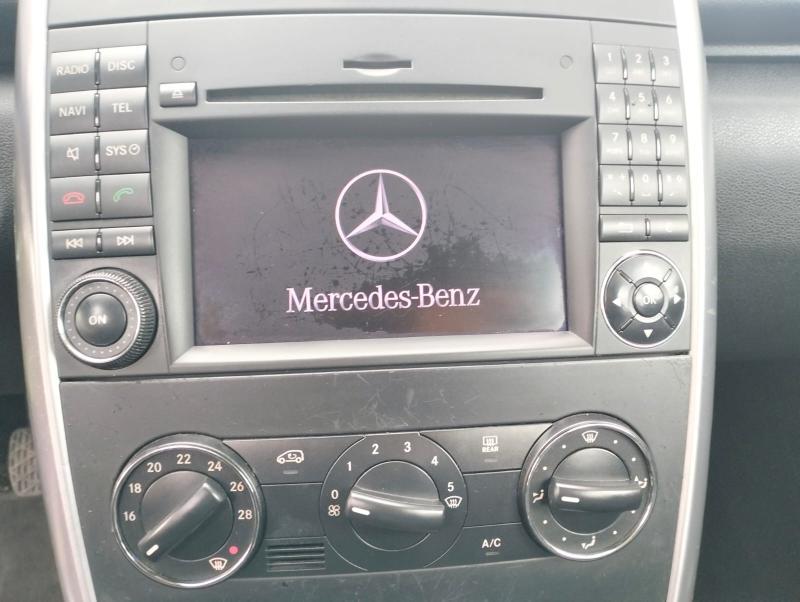 RADIO DISC
NAVI TEL
SYS
ON
Mercedes-Benz
1 2 3
4 5 6
7 8 9
* 0 #
C
OK
16 18 20 22 24 26 28
0 1 2 3 4 5
REAR
A/C